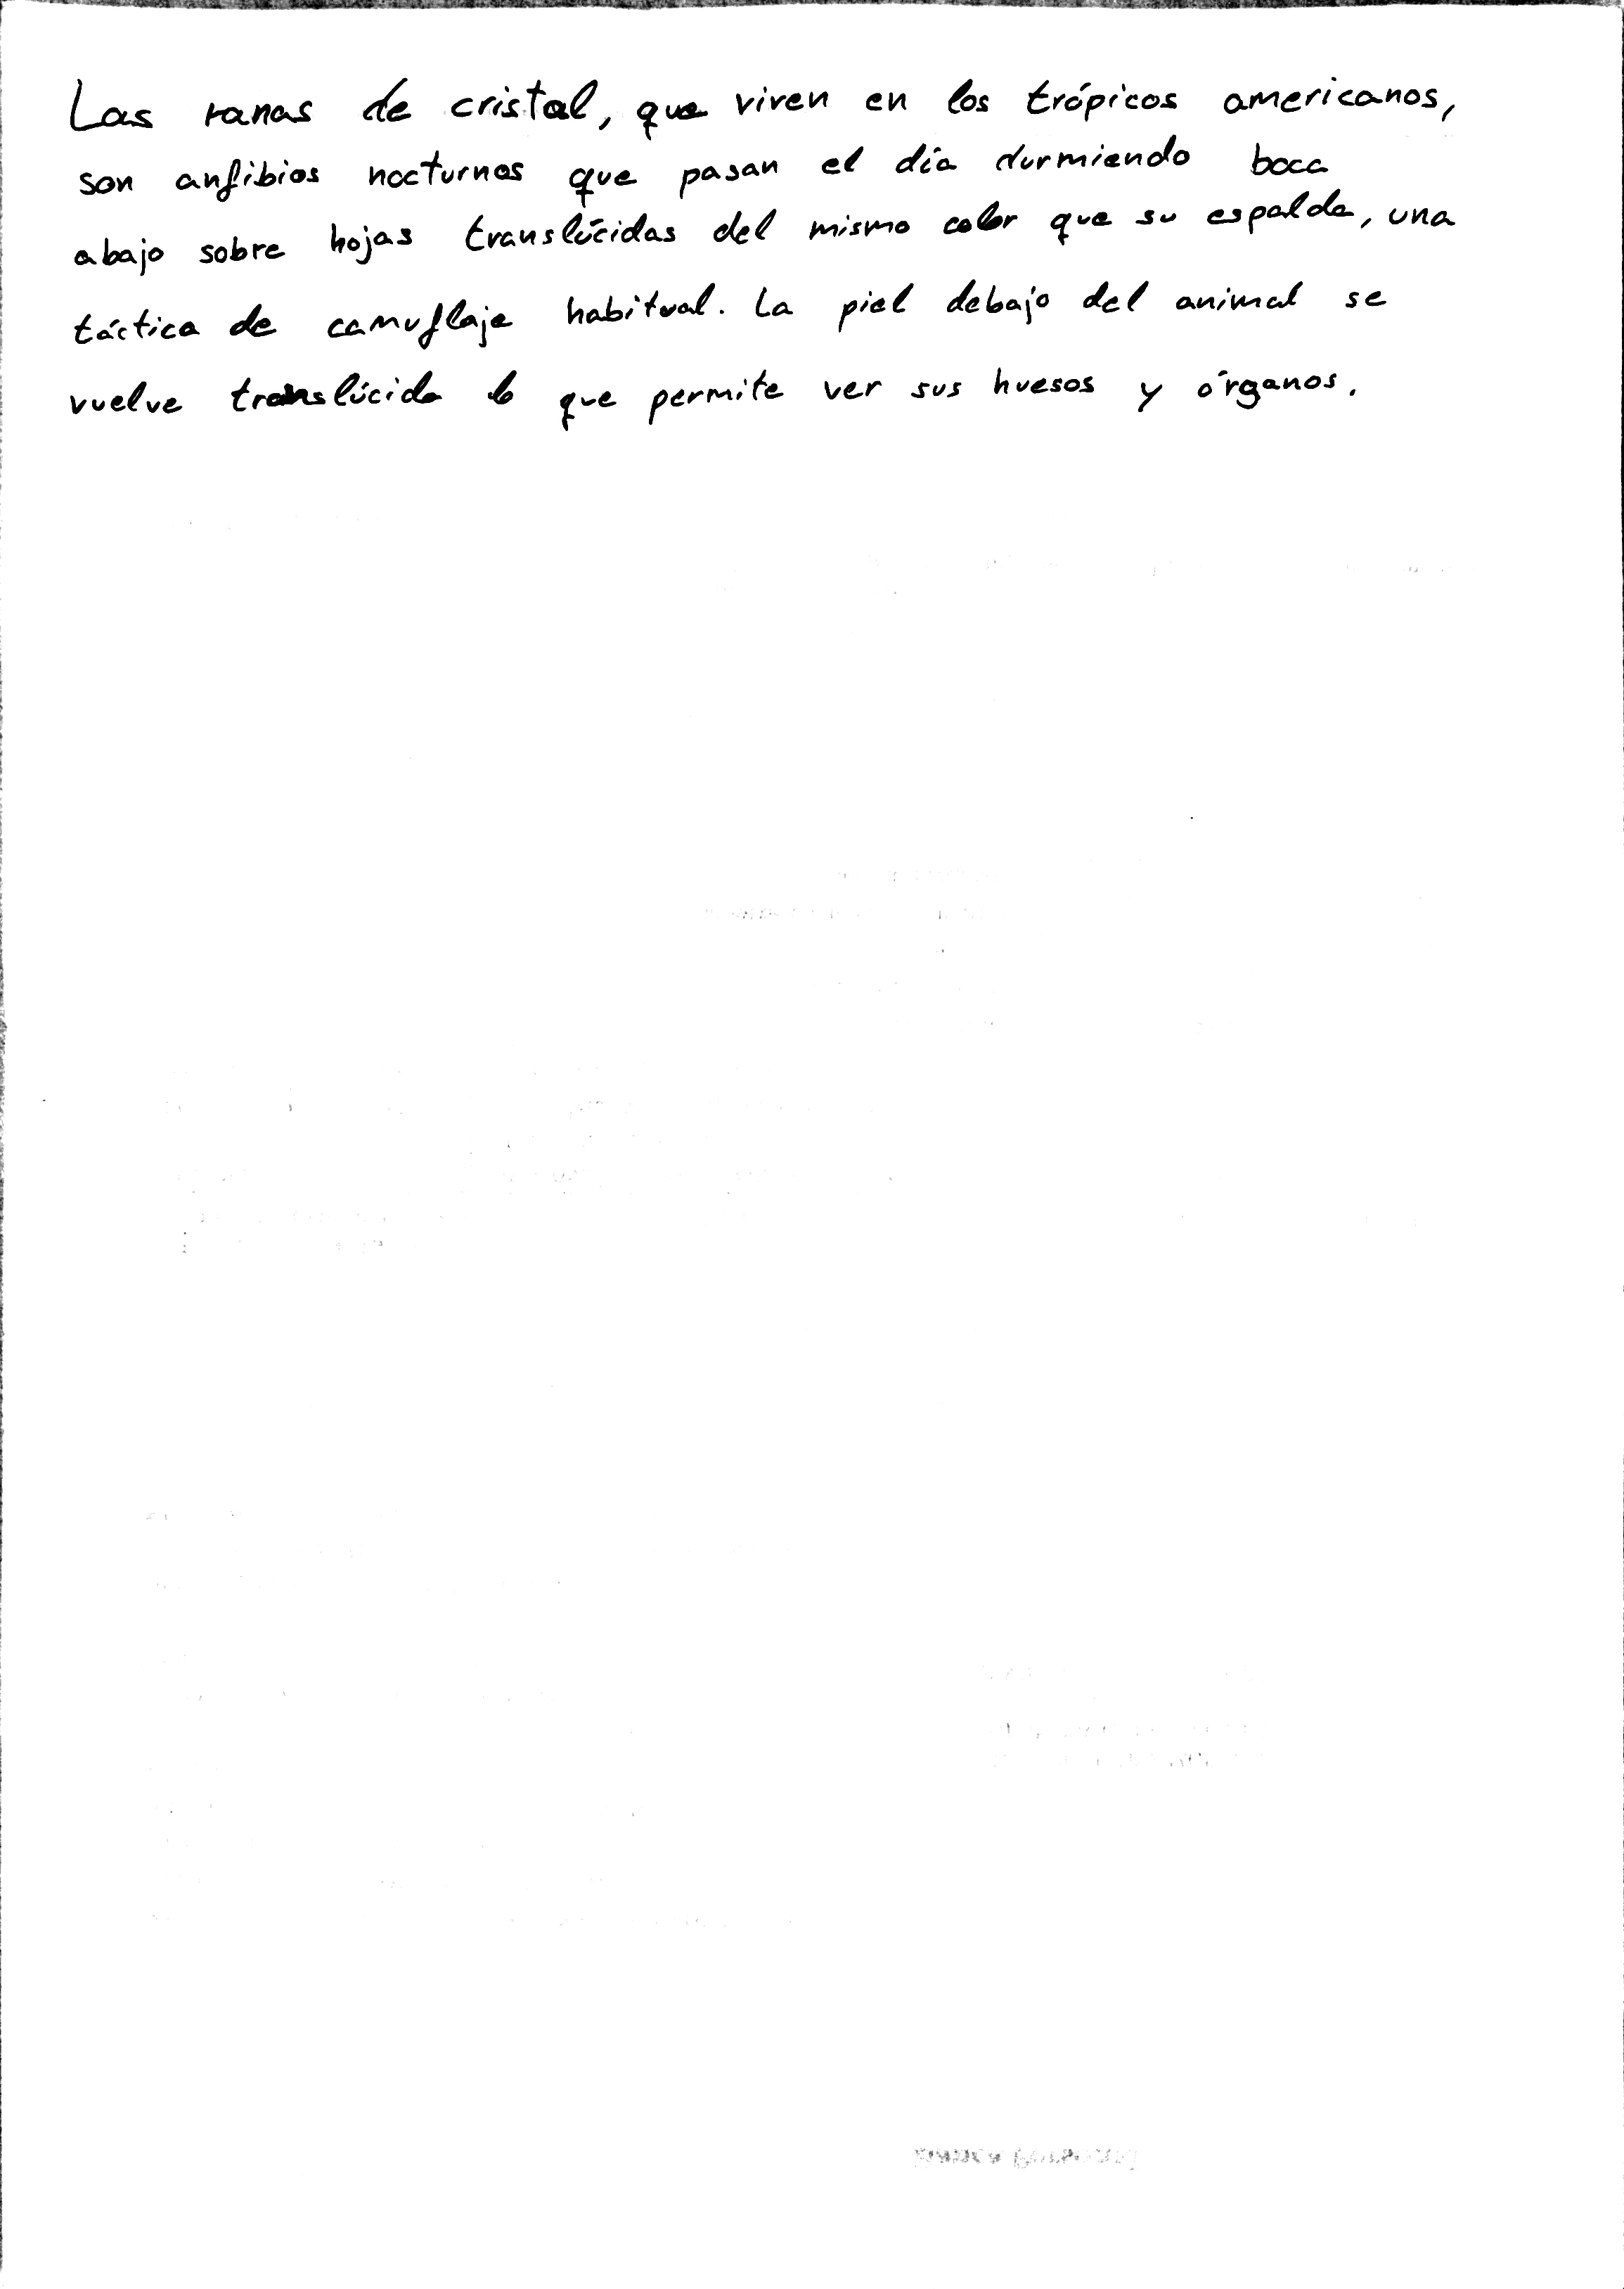 Las ranas de cristal, que viven en los trópicos americanos,
son anfibios nocturnos que pasan el día durmiendo boca
abajo sobre hojas translúcidas del mismo color que su espalda, una
táctica de camuflaje habitual. La piel debajo del animal se
vuelve translúcida lo que permite ver sus huesos y órganos.